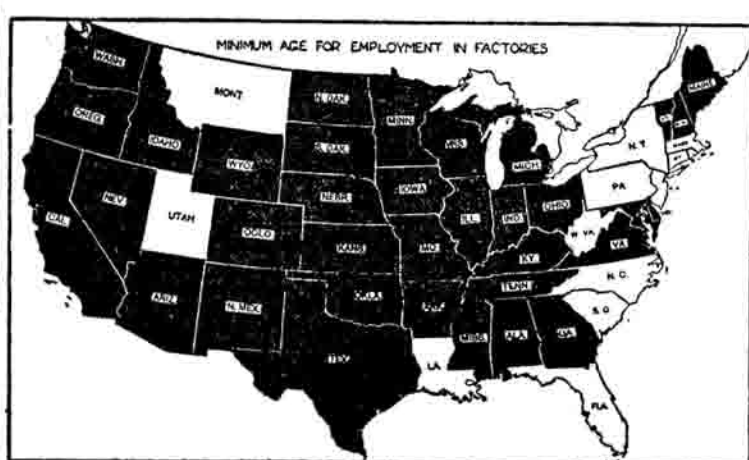 MINIMUM AGE FOR EMPLOYMENT IN FACTORIES
WASH.
MONT.
N. DAK.
MINN.
MAINE
OREG.
IDAHO
S. DAK.
WIS.
MICH.
N.Y.
WYO.
IOWA
PA
NEBR.
NEV.
UTAH
COLO.
ILL.
IND.
OHIO
W. VA.
VA.
CAL.
KANS.
MO.
KY.
N. C.
TENN.
ARIZ.
N. MEX.
OKLA.
ARK.
S. C.
MISS.
ALA.
GA.
TEX.
LA.
FLA.